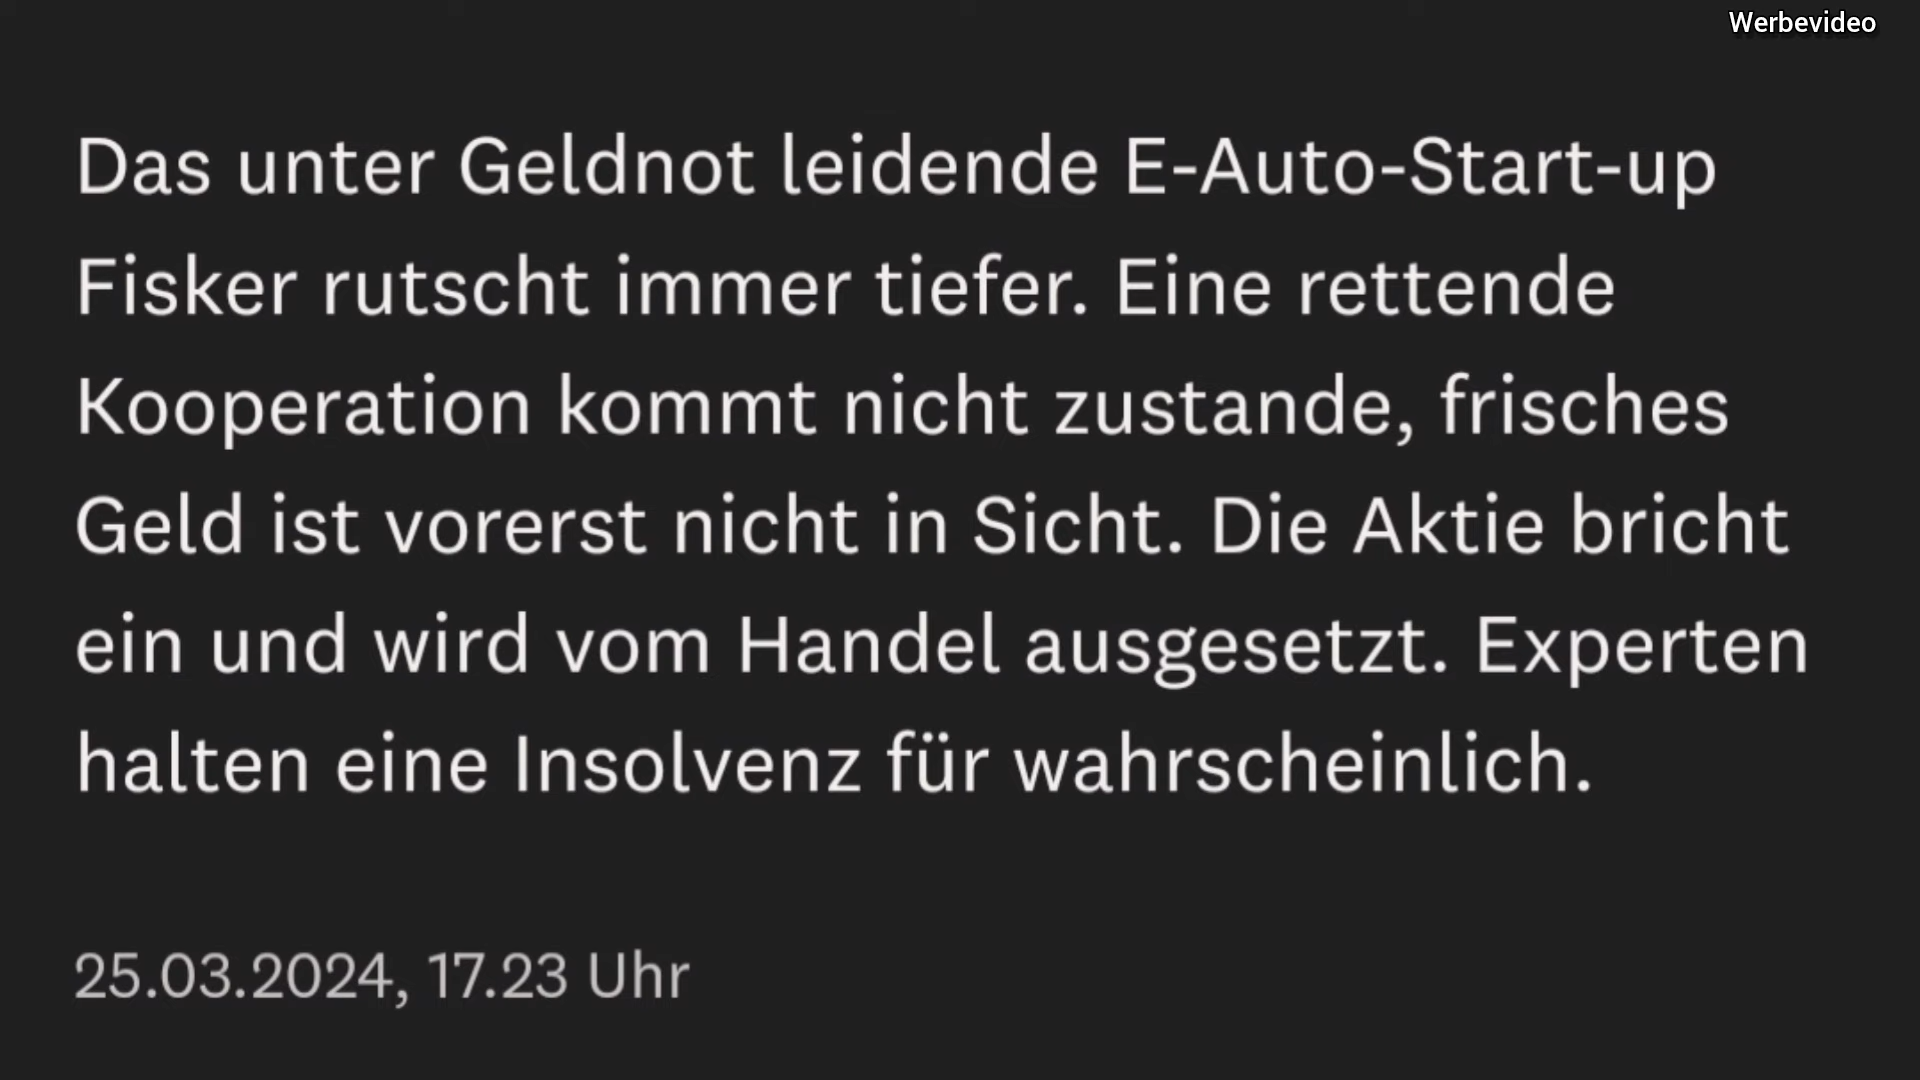 Werbevideo
Das unter Geldnot leidende E-Auto-Start-up
Fisker rutscht immer tiefer. Eine rettende
Kooperation kommt nicht zustande, frisches
Geld ist vorerst nicht in Sicht. Die Aktie bricht
ein und wird vom Handel ausgesetzt. Experten
halten eine Insolvenz für wahrscheinlich.
25.03.2024, 17.23 Uhr